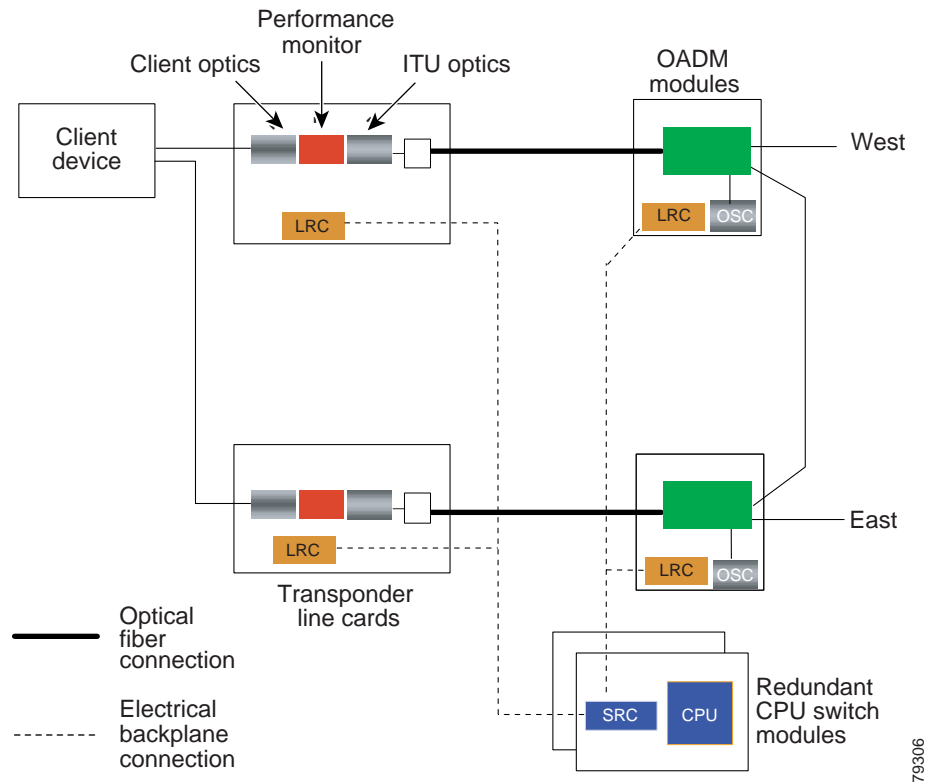 Performance
monitor
Client optics
ITU optics
OADM
modules
Client
device
West
LRC
LRC
OSC
East
LRC
LRC
OSC
Transponder
line cards
Optical
fiber
connection
Electrical
backplane
connection
SRC
CPU
Redundant
CPU switch
modules
79306